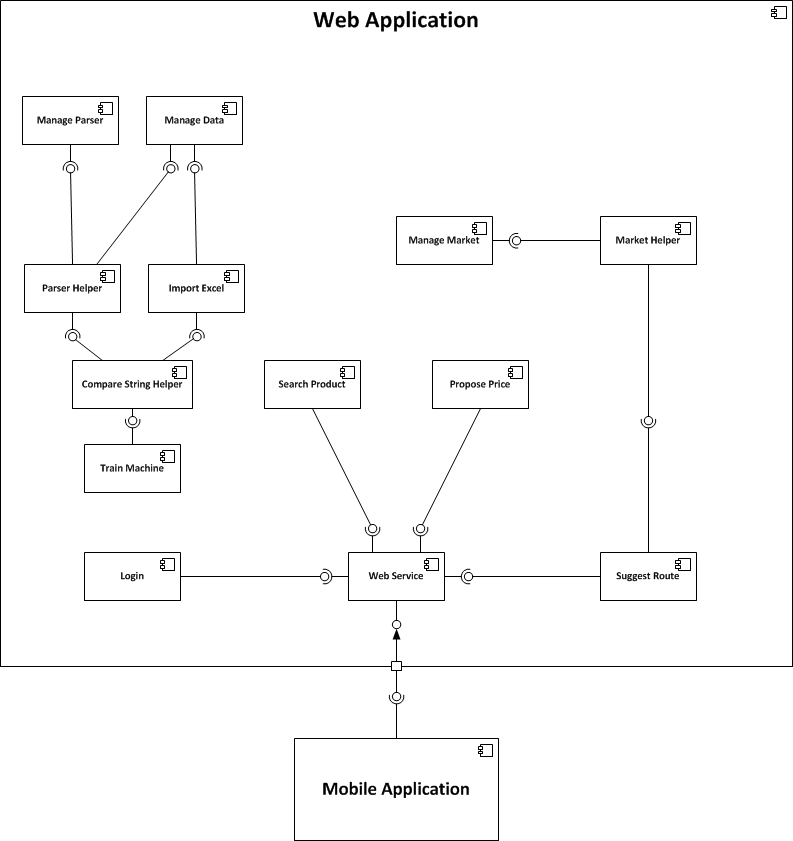 Web Application
Manage Parser
Manage Data
Manage Market
Market Helper
Parser Helper
Import Excel
Compare String Helper
Search Product
Propose Price
Train Machine
Login
Web Service
Suggest Route
Mobile Application